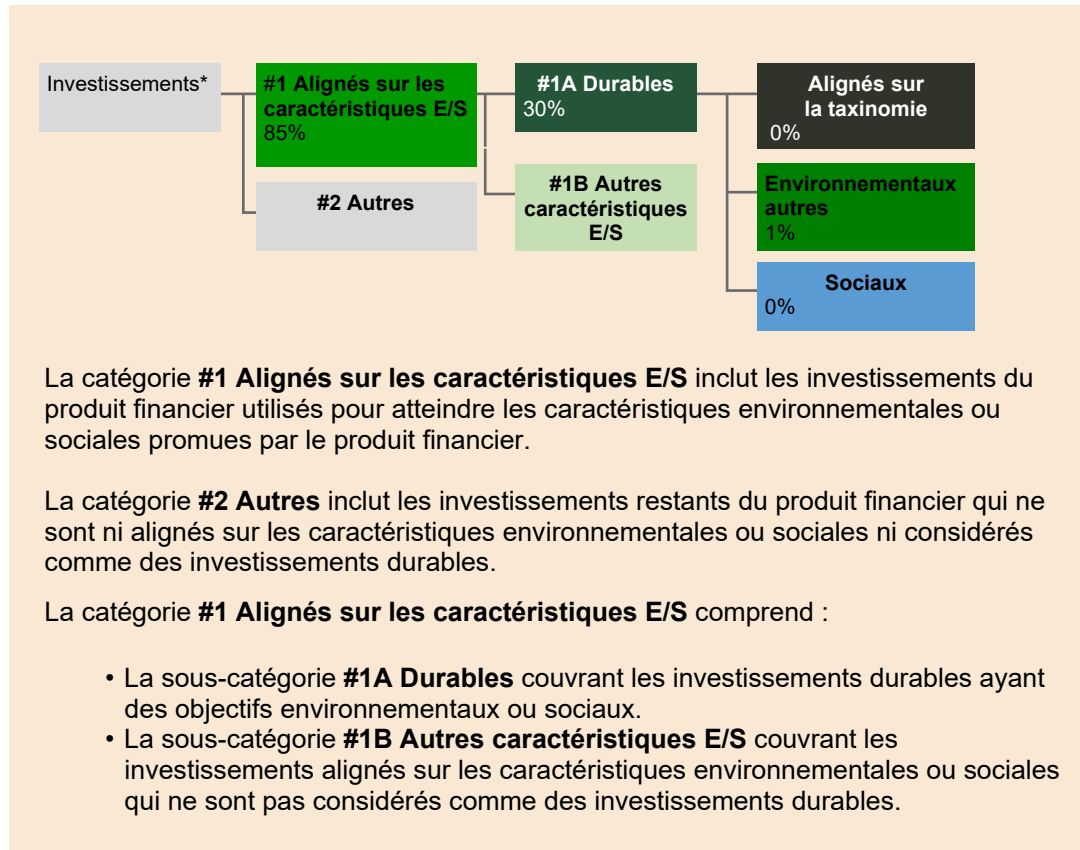 Investissements*
#1 Alignés sur les
caractéristiques E/S
85%
#2 Autres
#1A Durables
30%
#1B Autres
caractéristiques
E/S
Alignés sur
la taxinomie
0%
Environnementaux
autres
1%
Sociaux
0%
La catégorie #1 Alignés sur les caractéristiques E/S inclut les investissements du
produit financier utilisés pour atteindre les caractéristiques environnementales ou
sociales promues par le produit financier.
La catégorie #2 Autres inclut les investissements restants du produit financier qui ne
sont ni alignés sur les caractéristiques environnementales ou sociales ni considérés
comme des investissements durables.
La catégorie #1 Alignés sur les caractéristiques E/S comprend :
• La sous-catégorie #1A Durables couvrant les investissements durables ayant
des objectifs environnementaux ou sociaux.
• La sous-catégorie #1B Autres caractéristiques E/S couvrant les
investissements alignés sur les caractéristiques environnementales ou sociales
qui ne sont pas considérés comme des investissements durables.